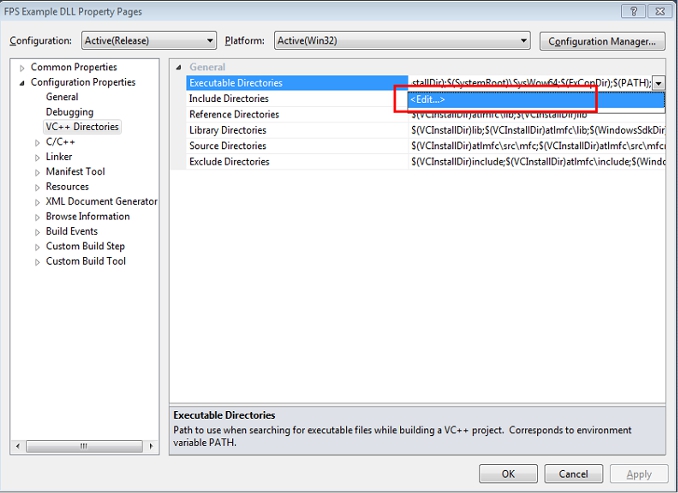 FPS Example DLL Property Pages
Configuration: Active(Release) Platform: Active(Win32) Configuration Manager...
Common Properties
Configuration Properties
General
Debugging
VC++ Directories
C/C++
Linker
Manifest Tool
Resources
XML Document Generator
Browse Information
Build Events
Custom Build Step
Custom Build Tool
General
Executable Directories .stallDir);$(SystemRoot)\SysWow64;$(FxCopDir);$(PATH);
Include Directories <Edit...>
Reference Directories $(VCInstallDir)atlmfc\lib;$(VCInstallDir)lib
Library Directories $(VCInstallDir)lib;$(VCInstallDir)atlmfc\lib;$(WindowsSdkDir
Source Directories $(VCInstallDir)atlmfc\src\mfc;$(VCInstallDir)atlmfc\src\mfcm
Exclude Directories $(VCInstallDir)include;$(VCInstallDir)atlmfc\include;$(Windo
Executable Directories
Path to use when searching for executable files while building a VC++ project. Corresponds to environment
variable PATH.
OK Cancel Apply